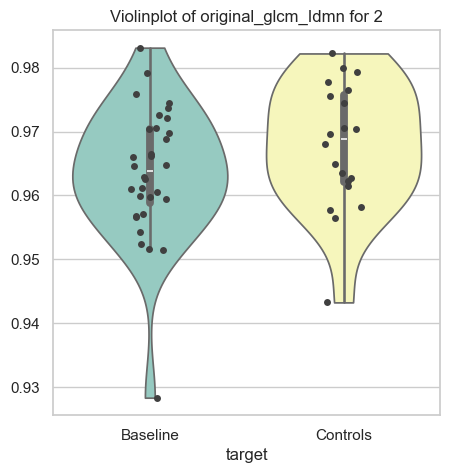 Violinplot of original_glcm_Idmn for 2
0.98
0.97
0.96
0.95
0.94
0.93
Baseline Controls
target